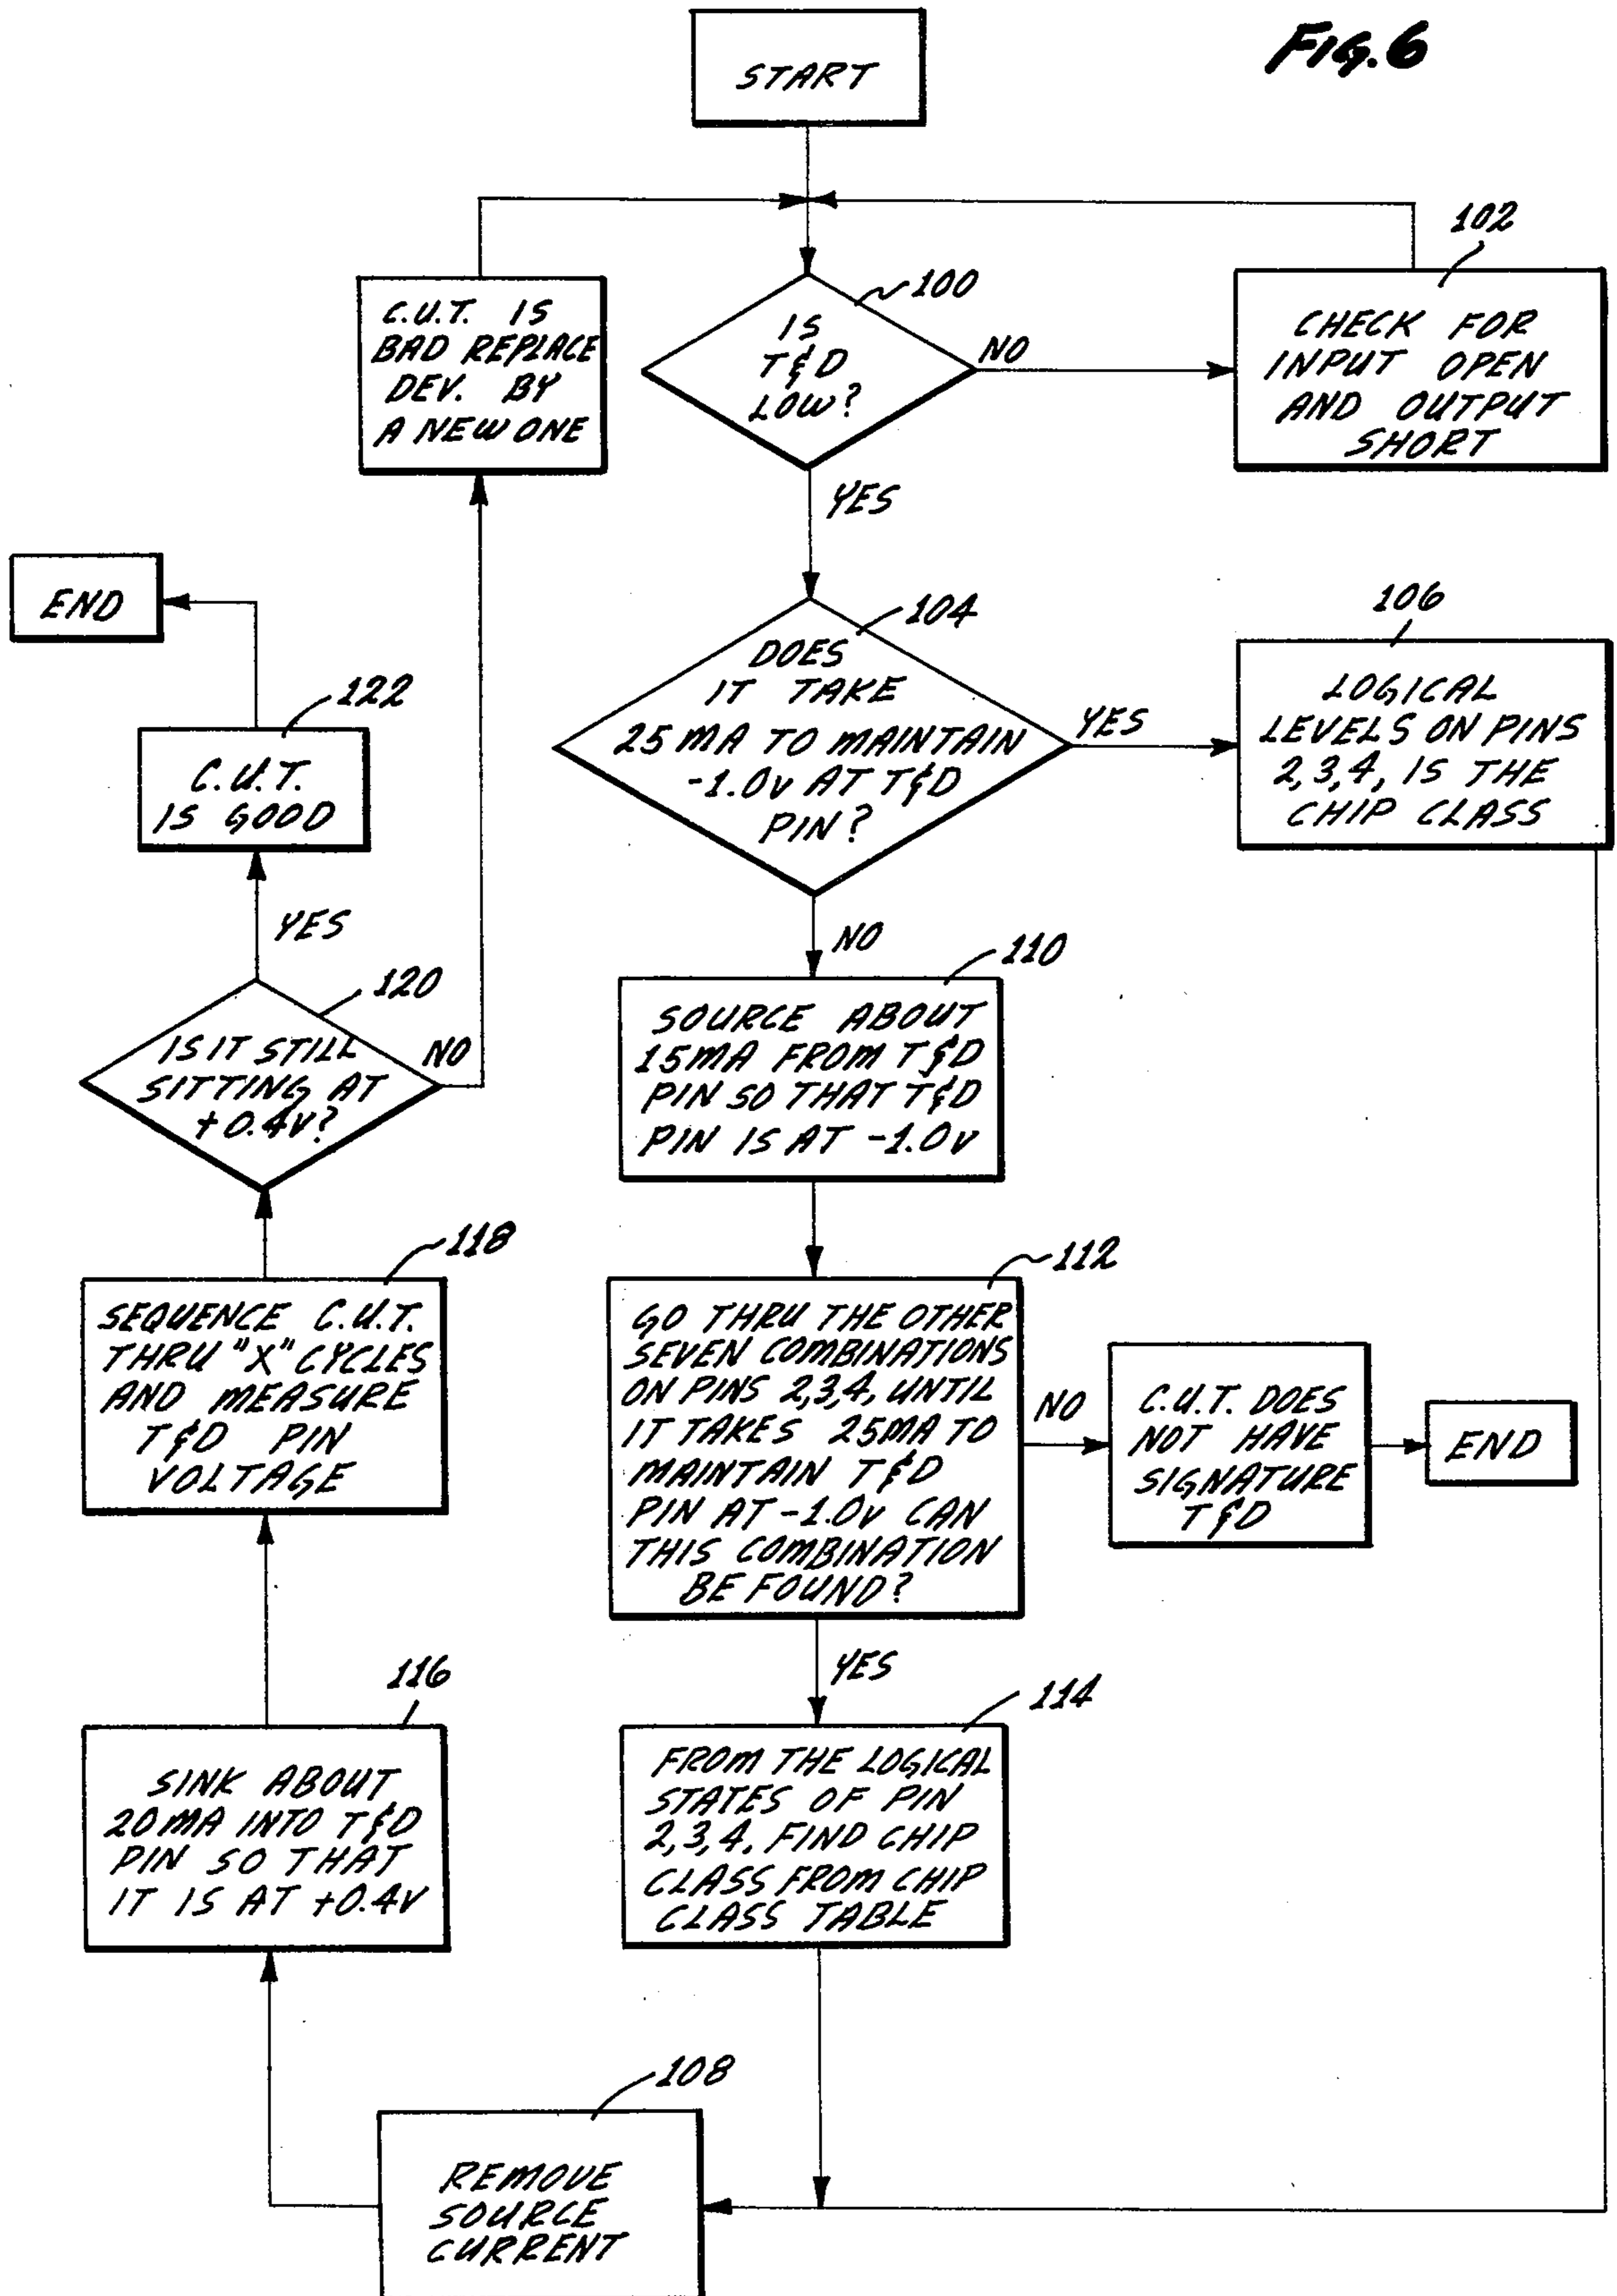 FIG.6
START
102
100
C.U.T. IS
BAD REPLACE
DEV. BY
A NEW ONE
IS
T&D
LOW?
NO
CHECK FOR
INPUT OPEN
AND OUTPUT
SHORT
YES
END
104
DOES
IT TAKE
25 MA TO MAINTAIN
-1.0V AT T&D
PIN?
YES
106
LOGICAL
LEVELS ON PINS
2,3,4, IS THE
CHIP CLASS
122
C.U.T.
IS GOOD
YES
NO
120
IS IT STILL
SITTING AT
+0.4V?
NO
110
SOURCE ABOUT
15MA FROM T&D
PIN SO THAT T&D
PIN IS AT -1.0V
118
SEQUENCE C.U.T.
THRU "X" CYCLES
AND MEASURE
T&D PIN
VOLTAGE
112
GO THRU THE OTHER
SEVEN COMBINATIONS
ON PINS 2,3,4, UNTIL
IT TAKES 25MA TO
MAINTAIN T&D
PIN AT -1.0V CAN
THIS COMBINATION
BE FOUND?
NO
C.U.T. DOES
NOT HAVE
SIGNATURE
T&D
END
YES
116
SINK ABOUT
20MA INTO T&D
PIN SO THAT
IT IS AT +0.4V
114
FROM THE LOGICAL
STATES OF PIN
2,3,4. FIND CHIP
CLASS FROM CHIP
CLASS TABLE
108
REMOVE
SOURCE
CURRENT